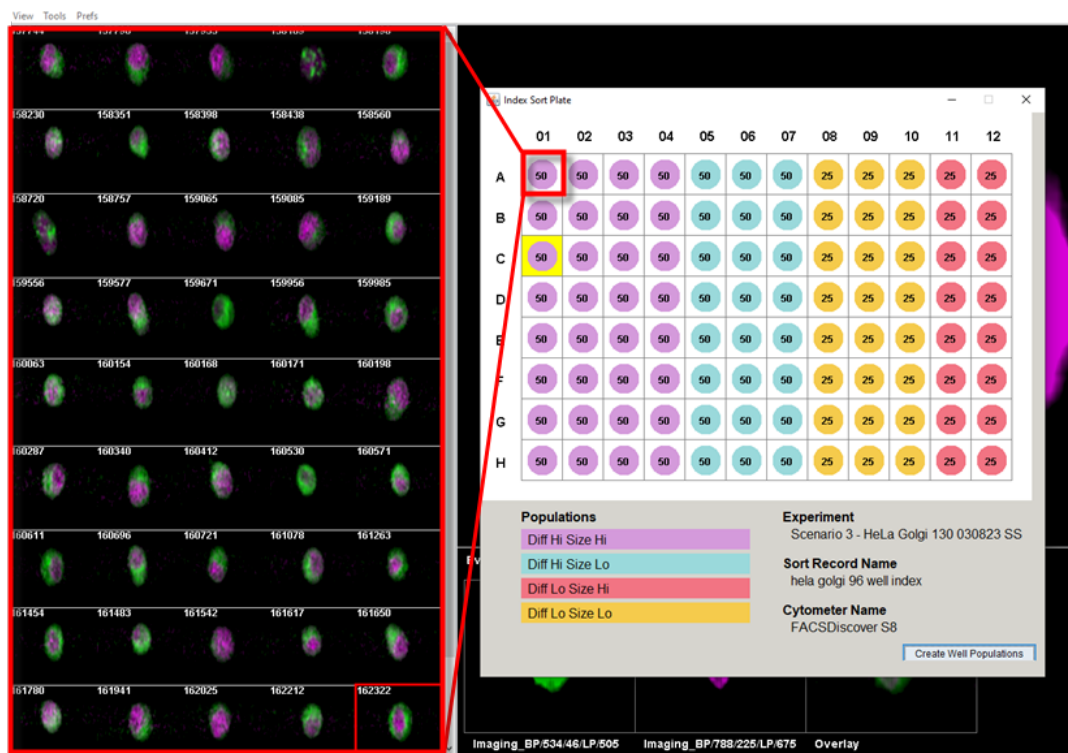 View Tools Prefs
158230 158351 158398 158438 158560
158720 158757 159065 159085 159189
159556 159577 159671 159956 159985
160063 160154 160168 160171 160198
160287 160340 160412 160530 160571
160611 160696 160721 161078 161263
161454 161483 161542 161617 161650
161780 161941 162025 162212 162322
Index Sort Plate
01 02 03 04 05 06 07 08 09 10 11 12
A 50 50 50 50 50 50 50 25 25 25 25 25
B 50 50 50 50 50 50 50 25 25 25 25 25
C 50 50 50 50 50 50 50 25 25 25 25 25
D 50 50 50 50 50 50 50 25 25 25 25 25
E 50 50 50 50 50 50 50 25 25 25 25 25
F 50 50 50 50 50 50 50 25 25 25 25 25
G 50 50 50 50 50 50 50 25 25 25 25 25
H 50 50 50 50 50 50 50 25 25 25 25 25
Populations
Diff Hi Size Hi
Diff Hi Size Lo
Diff Lo Size Hi
Diff Lo Size Lo
Experiment
Scenario 3 - HeLa Golgi 130 030823 SS
Sort Record Name
hela golgi 96 well index
Cytometer Name
FACSDiscover S8
Create Well Populations
Imaging_BP/534/46/LP/505 Imaging_BP/788/225/LP/675 Overlay